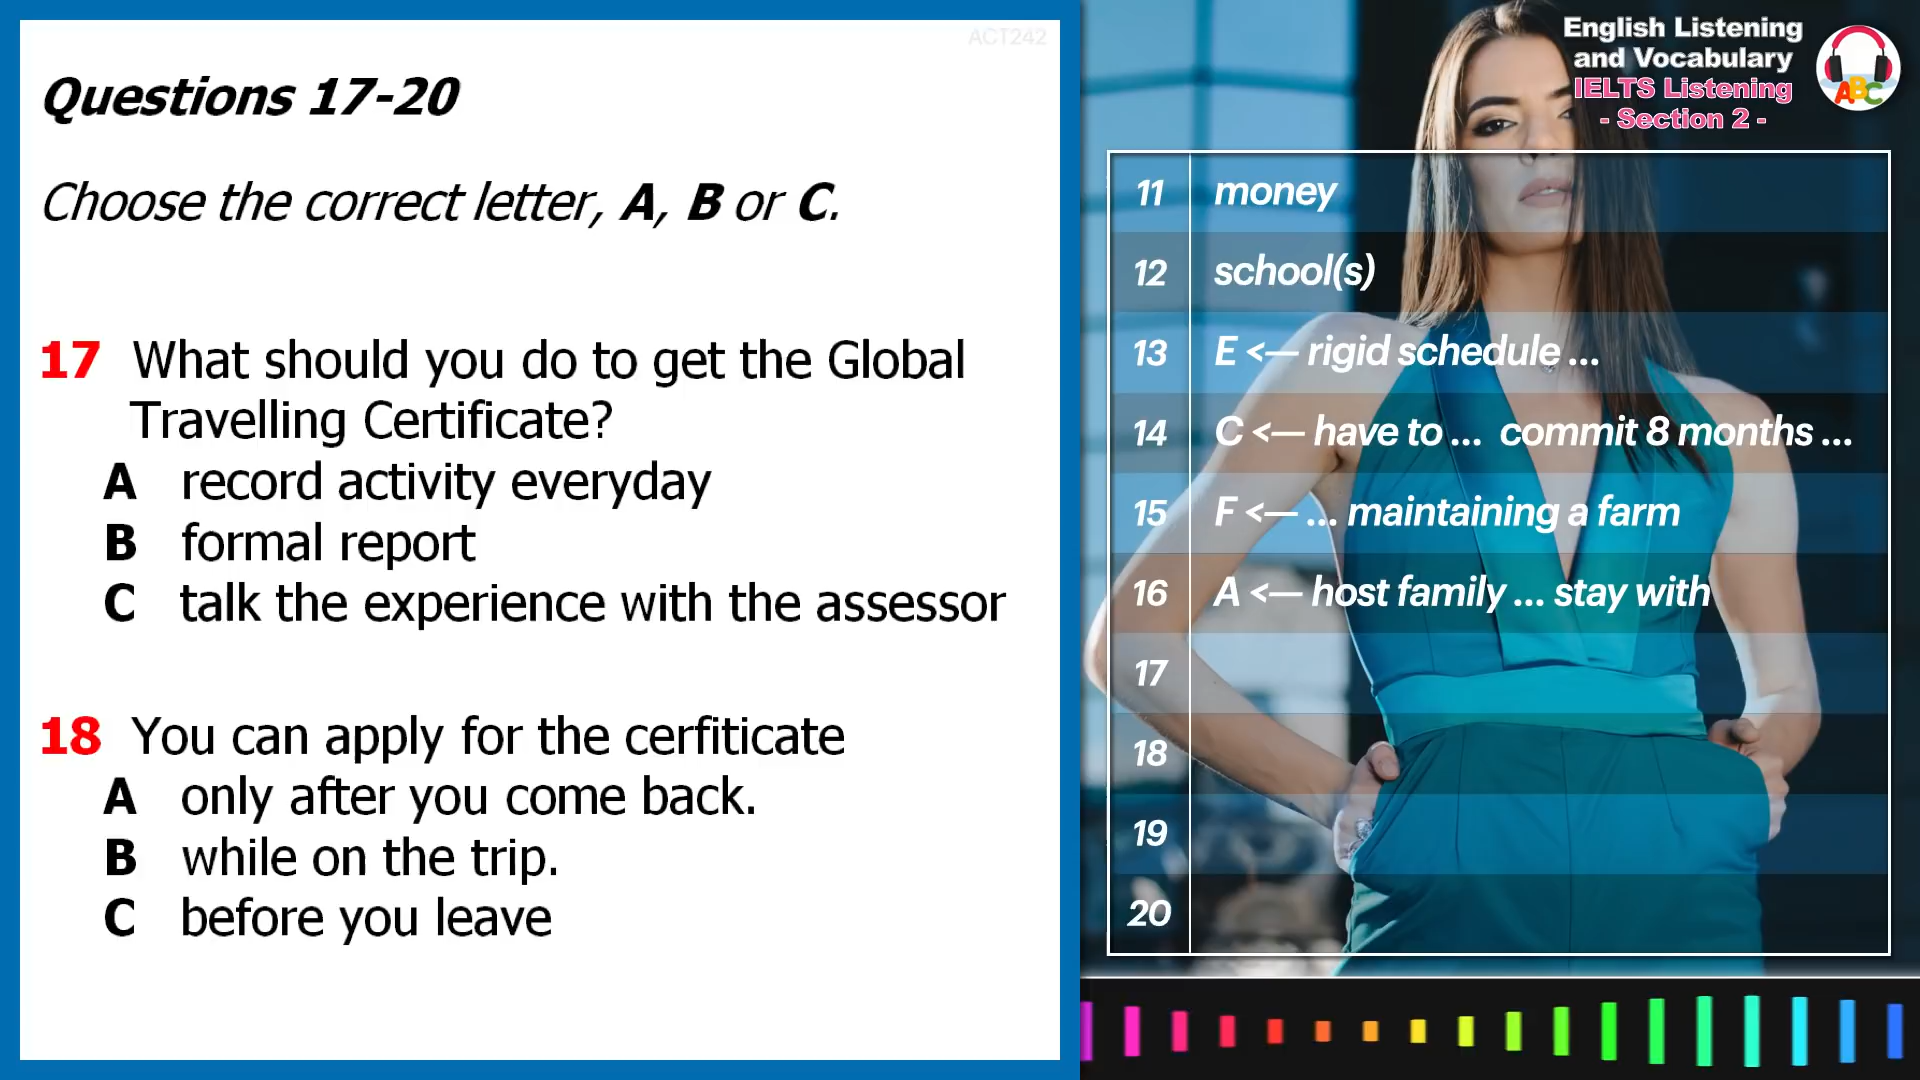 ACT242
Questions 17-20
Choose the correct letter, A, B or C.
17 What should you do to get the Global
Travelling Certificate?
A record activity everyday
B formal report
C talk the experience with the assessor
18 You can apply for the cerfiticate
A only after you come back.
B while on the trip.
C before you leave
English Listening
and Vocabulary
IELTS Listening
- Section 2 -
ABC
11 money
12 school(s)
13 E <— rigid schedule ...
14 C <— have to ... commit 8 months ...
15 F <— ... maintaining a farm
16 A <— host family ... stay with
17
18
19
20